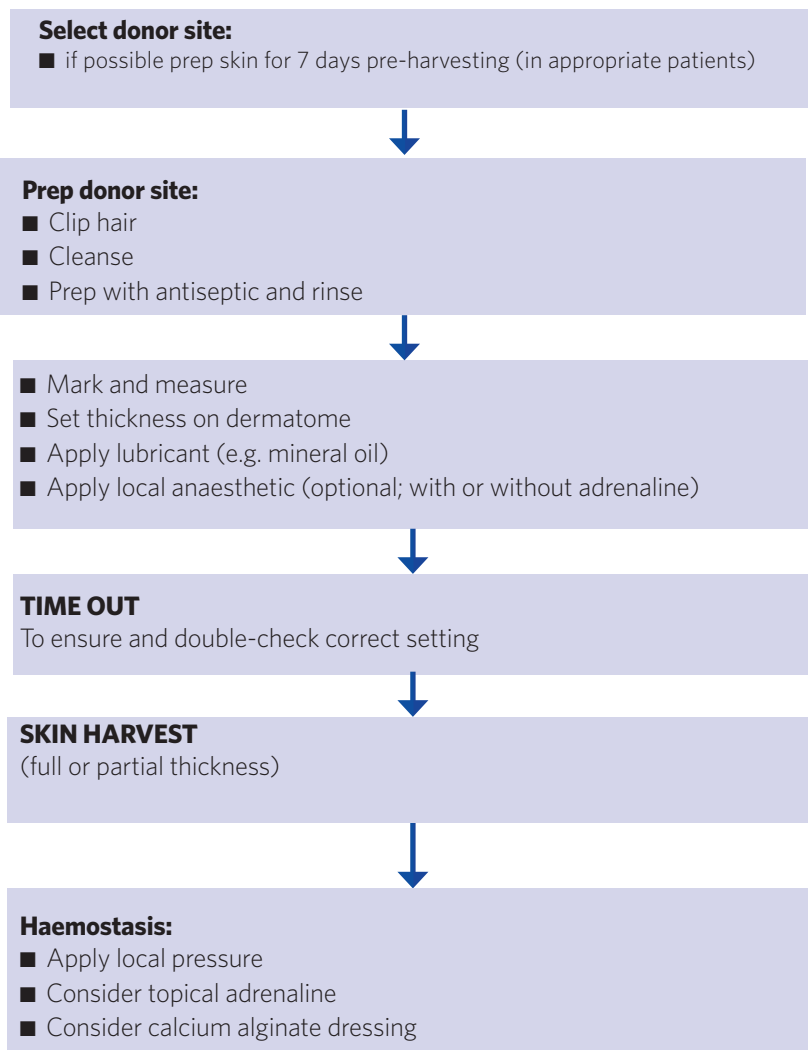 Select donor site:
■ if possible prep skin for 7 days pre-harvesting (in appropriate patients)
Prep donor site:
■ Clip hair
■ Cleanse
■ Prep with antiseptic and rinse
■ Mark and measure
■ Set thickness on dermatome
■ Apply lubricant (e.g. mineral oil)
■ Apply local anaesthetic (optional; with or without adrenaline)
TIME OUT
To ensure and double-check correct setting
SKIN HARVEST
(full or partial thickness)
Haemostasis:
■ Apply local pressure
■ Consider topical adrenaline
■ Consider calcium alginate dressing